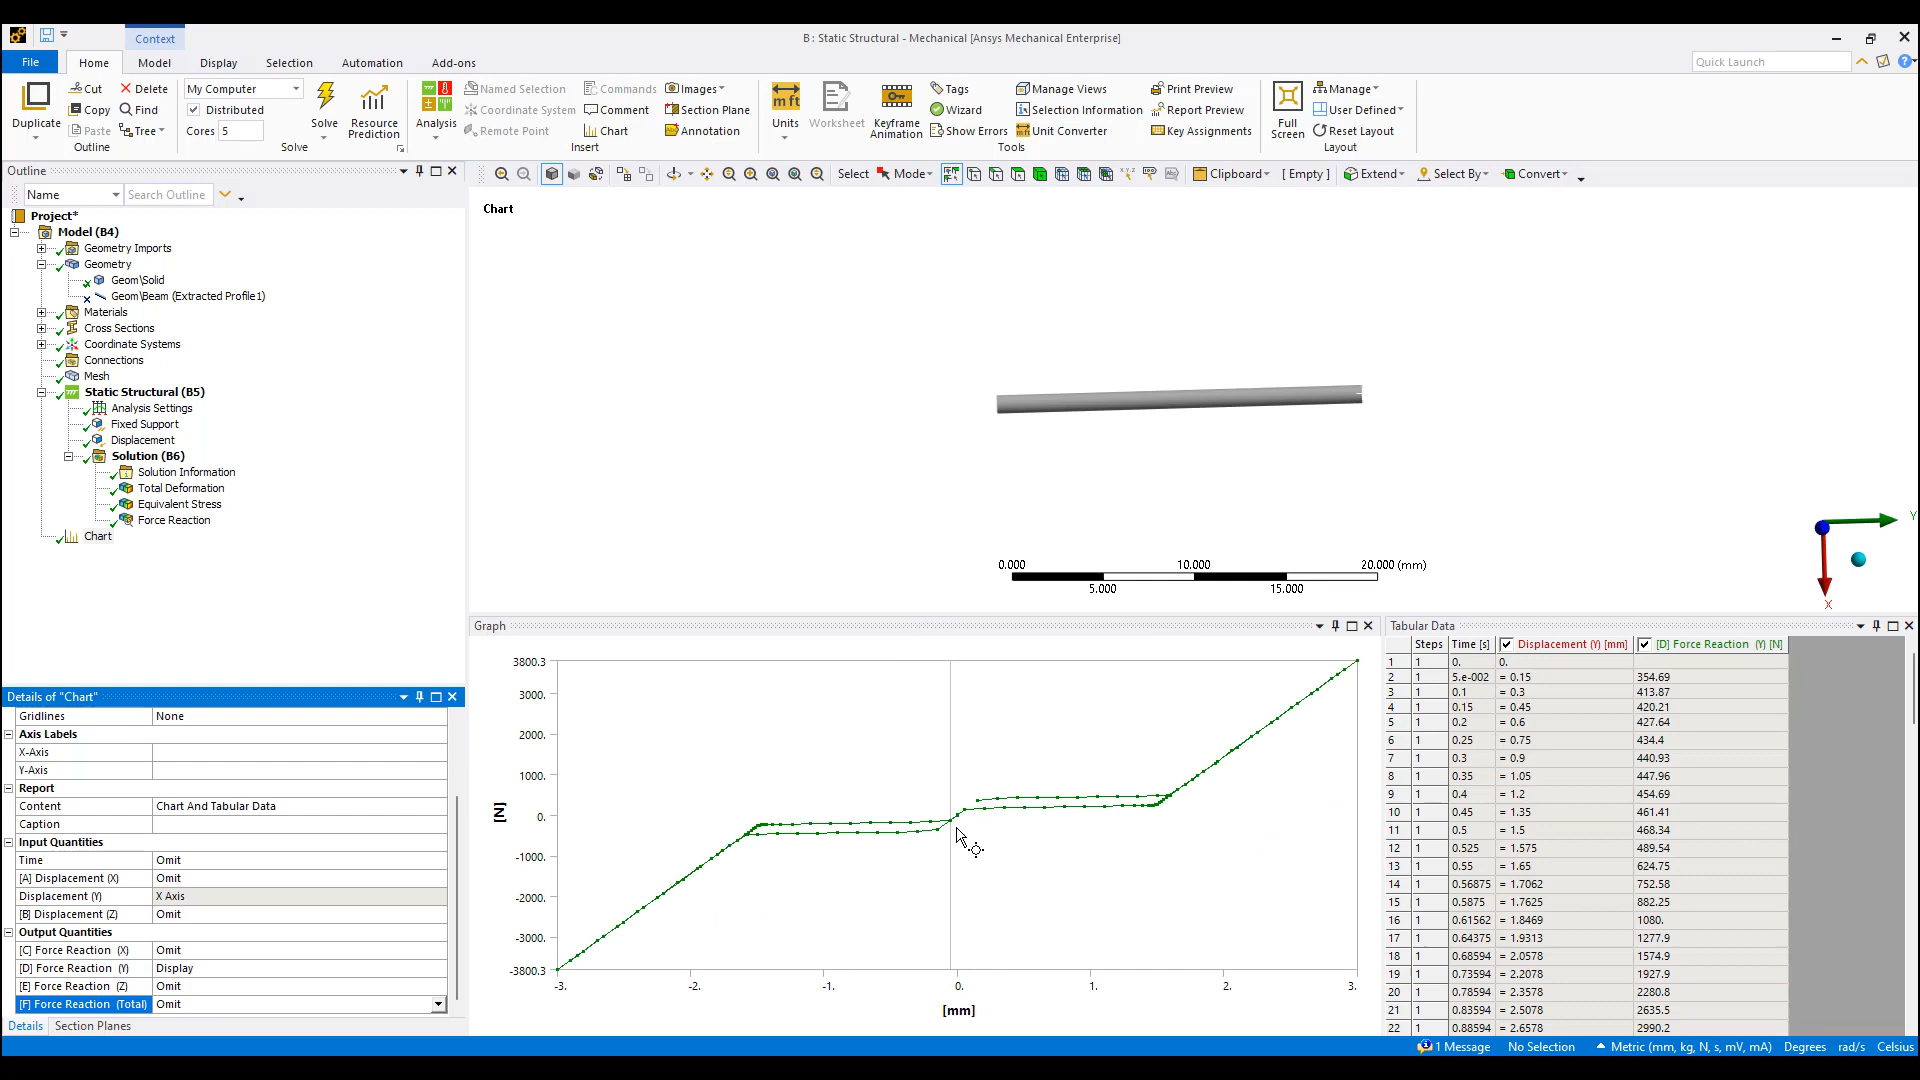 Context
B : Static Structural - Mechanical [Ansys Mechanical Enterprise]
File Home Model Display Selection Automation Add-ons
Quick Launch
Duplicate
Cut
Copy
Paste
Delete
Find
Tree
Outline
My Computer
Distributed
Cores 5
Solve
Resource Prediction
Solve
Analysis
Named Selection
Coordinate System
Remote Point
Commands
Comment
Chart
Images
Section Plane
Annotation
Insert
Units
Worksheet
Keyframe Animation
Tags
Wizard
Show Errors
Manage Views
Selection Information
Unit Converter
Print Preview
Report Preview
Key Assignments
Tools
Full Screen
Manage
User Defined
Reset Layout
Layout
Outline
Name Search Outline
Select Mode Clipboard [ Empty ] Extend Select By Convert
Project*
Model (B4)
Geometry Imports
Geometry
Geom\Solid
Geom\Beam (Extracted Profile1)
Materials
Cross Sections
Coordinate Systems
Connections
Mesh
Static Structural (B5)
Analysis Settings
Fixed Support
Displacement
Solution (B6)
Solution Information
Total Deformation
Equivalent Stress
Force Reaction
Chart
Chart
0.000 10.000 20.000 (mm)
5.000 15.000
Y
X
Details of "Chart"
Gridlines None
Axis Labels
X-Axis
Y-Axis
Report
Content Chart And Tabular Data
Caption
Input Quantities
Time Omit
[A] Displacement (X) Omit
Displacement (Y) X Axis
[B] Displacement (Z) Omit
Output Quantities
[C] Force Reaction (X) Omit
[D] Force Reaction (Y) Display
[E] Force Reaction (Z) Omit
[F] Force Reaction (Total) Omit
Details Section Planes
Graph
3800.3
3000.
2000.
1000.
0.
-1000.
-2000.
-3000.
-3800.3
[N]
-3. -2. -1. 0. 1. 2. 3.
[mm]
Tabular Data
Steps Time [s] Displacement (Y) [mm] [D] Force Reaction (Y) [N]
1 1 0. 0.
2 1 5.e-002 = 0.15 354.69
3 1 0.1 = 0.3 413.87
4 1 0.15 = 0.45 420.21
5 1 0.2 = 0.6 427.64
6 1 0.25 = 0.75 434.4
7 1 0.3 = 0.9 440.93
8 1 0.35 = 1.05 447.96
9 1 0.4 = 1.2 454.69
10 1 0.45 = 1.35 461.41
11 1 0.5 = 1.5 468.34
12 1 0.525 = 1.575 489.54
13 1 0.55 = 1.65 624.75
14 1 0.56875 = 1.7062 752.58
15 1 0.5875 = 1.7625 882.25
16 1 0.61562 = 1.8469 1080.
17 1 0.64375 = 1.9313 1277.9
18 1 0.68594 = 2.0578 1574.9
19 1 0.73594 = 2.2078 1927.9
20 1 0.78594 = 2.3578 2280.8
21 1 0.83594 = 2.5078 2635.5
22 1 0.88594 = 2.6578 2990.2
1 Message No Selection Metric (mm, kg, N, s, mV, mA) Degrees rad/s Celsius